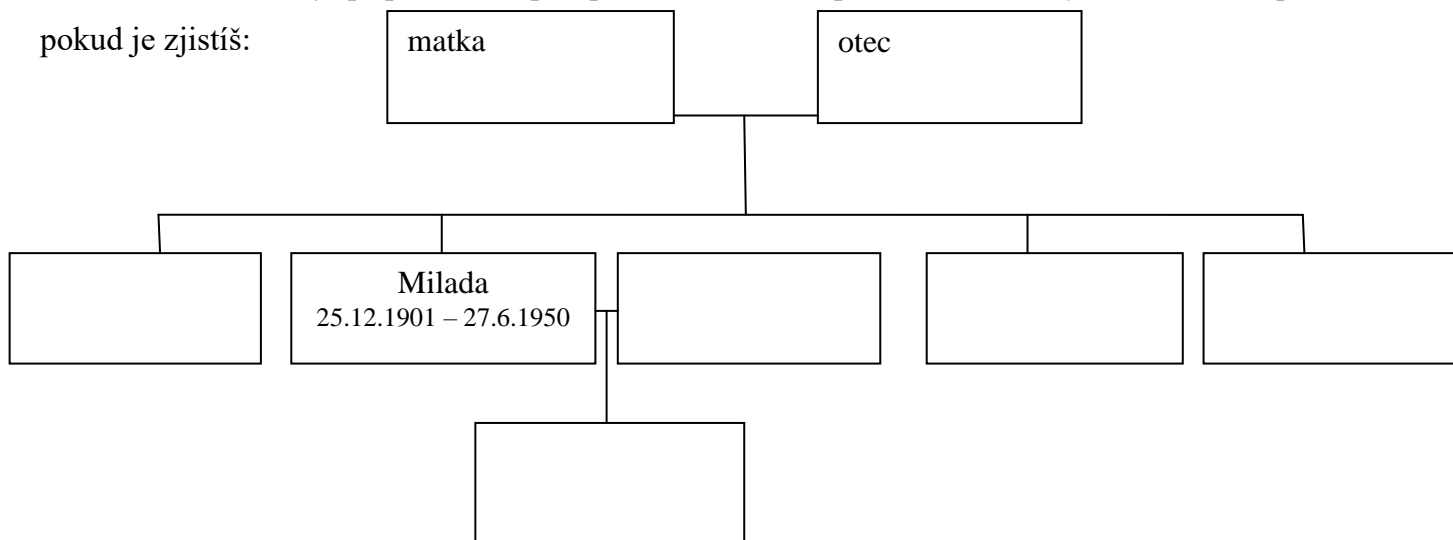 pokud je zjistíš:
matka
otec
Milada
25.12.1901 – 27.6.1950